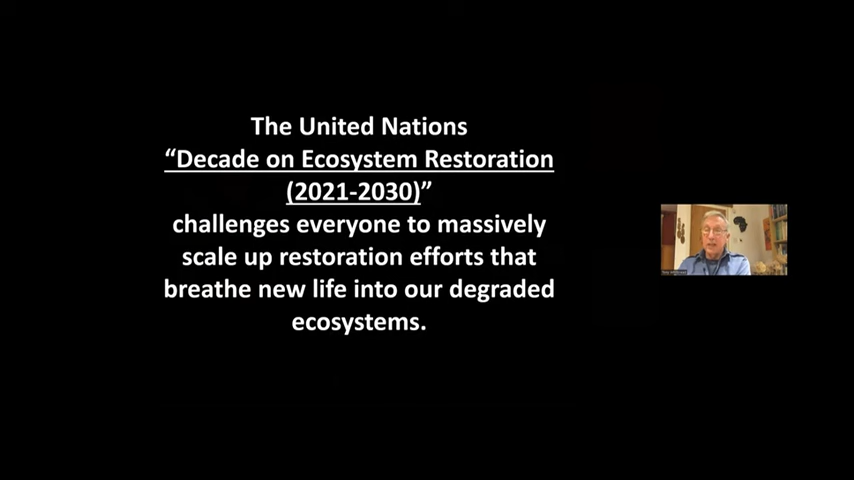 The United Nations
“Decade on Ecosystem Restoration
(2021-2030)”
challenges everyone to massively
scale up restoration efforts that
breathe new life into our degraded
ecosystems.